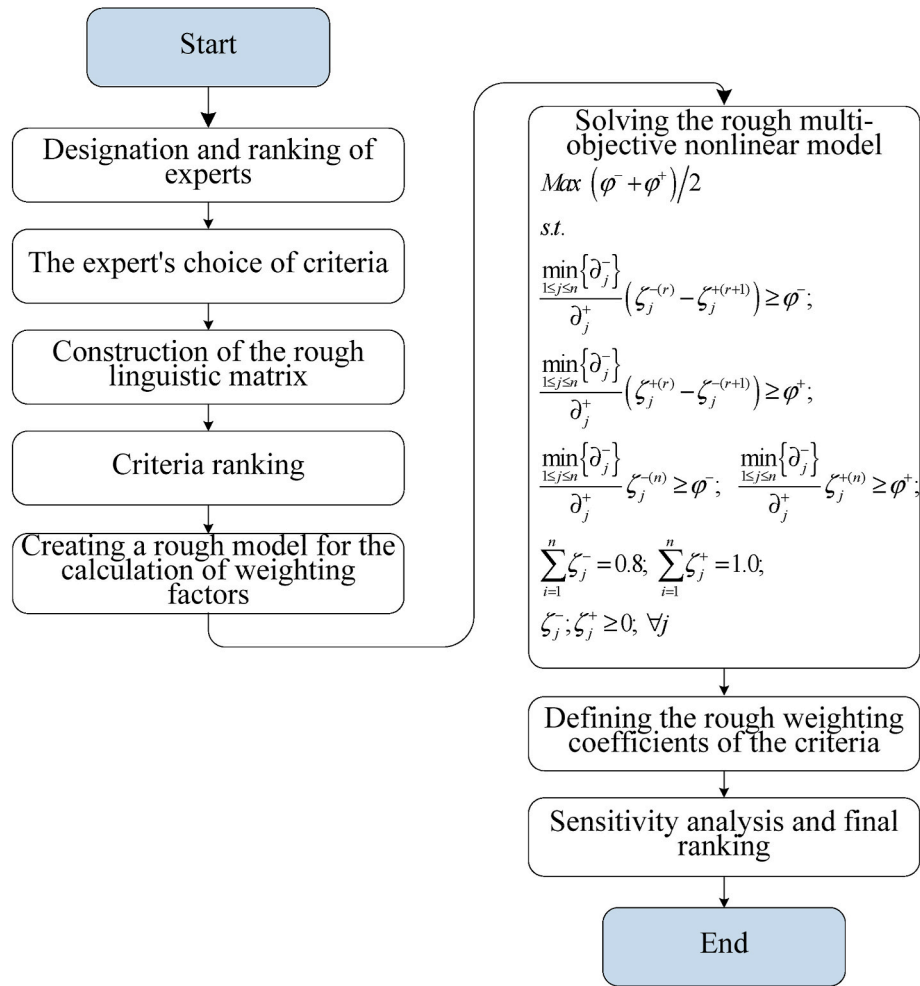 Start
Designation and ranking of
experts
The expert's choice of criteria
Construction of the rough
linguistic matrix
Criteria ranking
Creating a rough model for the
calculation of weighting
factors
Solving the rough multi-
objective nonlinear model
Max (φ⁻ + φ⁺)/2
s.t.
min_{1≤j≤n}{∂_j^-}/∂_j^+ (ζ_j^{-(r)} − ζ_j^{+(r+1)}) ≥ φ^-;
min_{1≤j≤n}{∂_j^-}/∂_j^+ (ζ_j^{+(r)} − ζ_j^{-(r+1)}) ≥ φ^+;
min_{1≤j≤n}{∂_j^-}/∂_j^+ ζ_j^{-(n)} ≥ φ^-; min_{1≤j≤n}{∂_j^-}/∂_j^+ ζ_j^{+(n)} ≥ φ^+;
∑_{i=1}^{n} ζ_j^- = 0.8; ∑_{i=1}^{n} ζ_j^+ = 1.0;
ζ_j^-; ζ_j^+ ≥ 0; ∀j
Defining the rough weighting
coefficients of the criteria
Sensitivity analysis and final
ranking
End